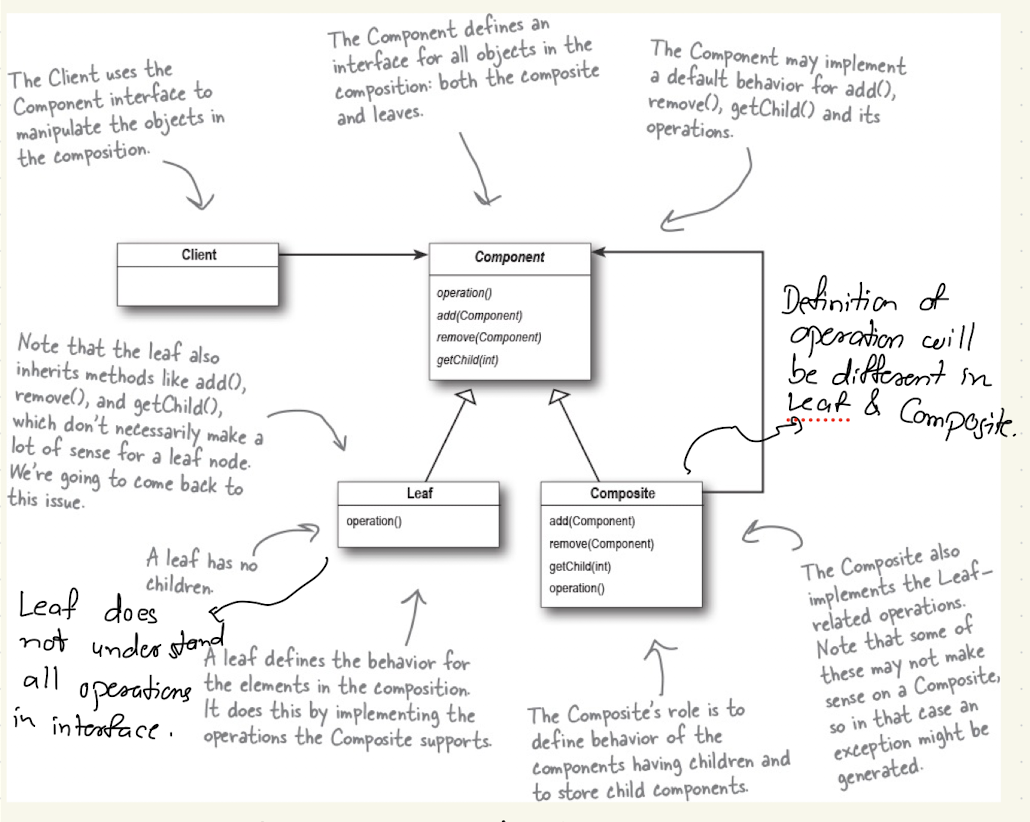 The Client uses the
Component interface to
manipulate the objects in
the composition.
The Component defines an
interface for all objects in the
composition: both the composite
and leaves.
The Component may implement
a default behavior for add(),
remove(), getChild() and its
operations.
Client
Component
operation()
add(Component)
remove(Component)
getChild(int)
Definition of
operation will
be different in
Leaf & Composite.
Note that the leaf also
inherits methods like add(),
remove(), and getChild(),
which don't necessarily make a
lot of sense for a leaf node.
We're going to come back to
this issue.
Leaf
operation()
Composite
add(Component)
remove(Component)
getChild(int)
operation()
A leaf has no
children.
Leaf does
not understand
all operations
in interface.
A leaf defines the behavior for
the elements in the composition.
It does this by implementing the
operations the Composite supports.
The Composite's role is to
define behavior of the
components having children and
to store child components.
The Composite also
implements the Leaf-
related operations.
Note that some of
these may not make
sense on a Composite,
so in that case an
exception might be
generated.